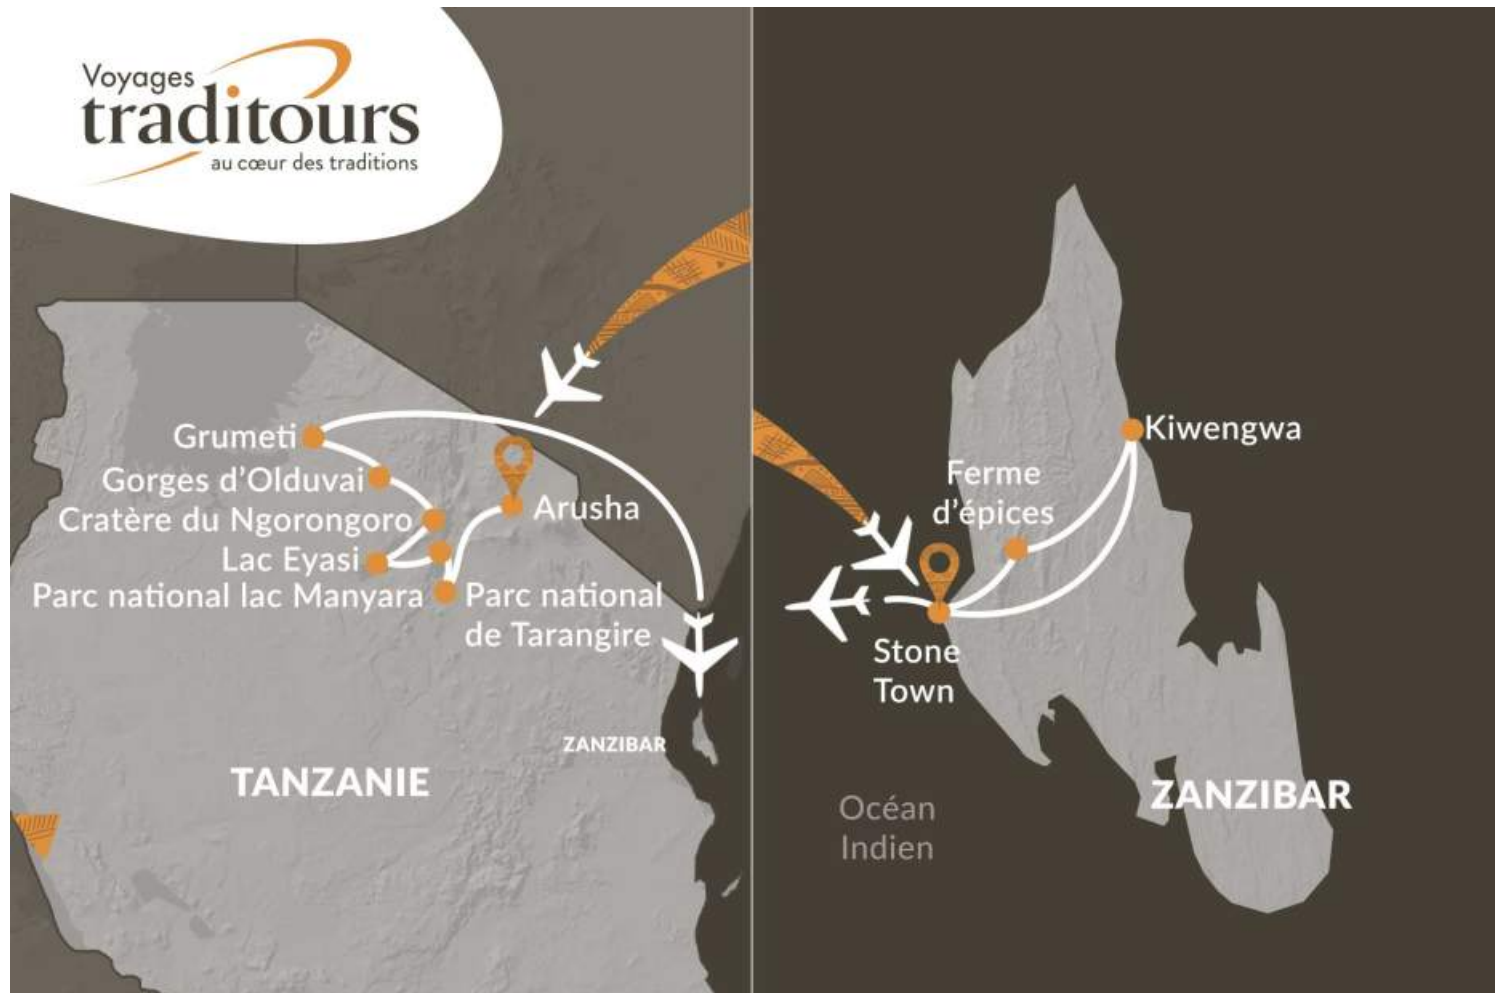 Voyages
traditours
au cœur des traditions
Grumeti
Gorges d'Olduvai
Cratère du Ngorongoro
Lac Eyasi
Parc national lac Manyara
Arusha
Parc national
de Tarangire
ZANZIBAR
TANZANIE
Kiwengwa
Ferme
d'épices
Stone
Town
Océan
Indien
ZANZIBAR